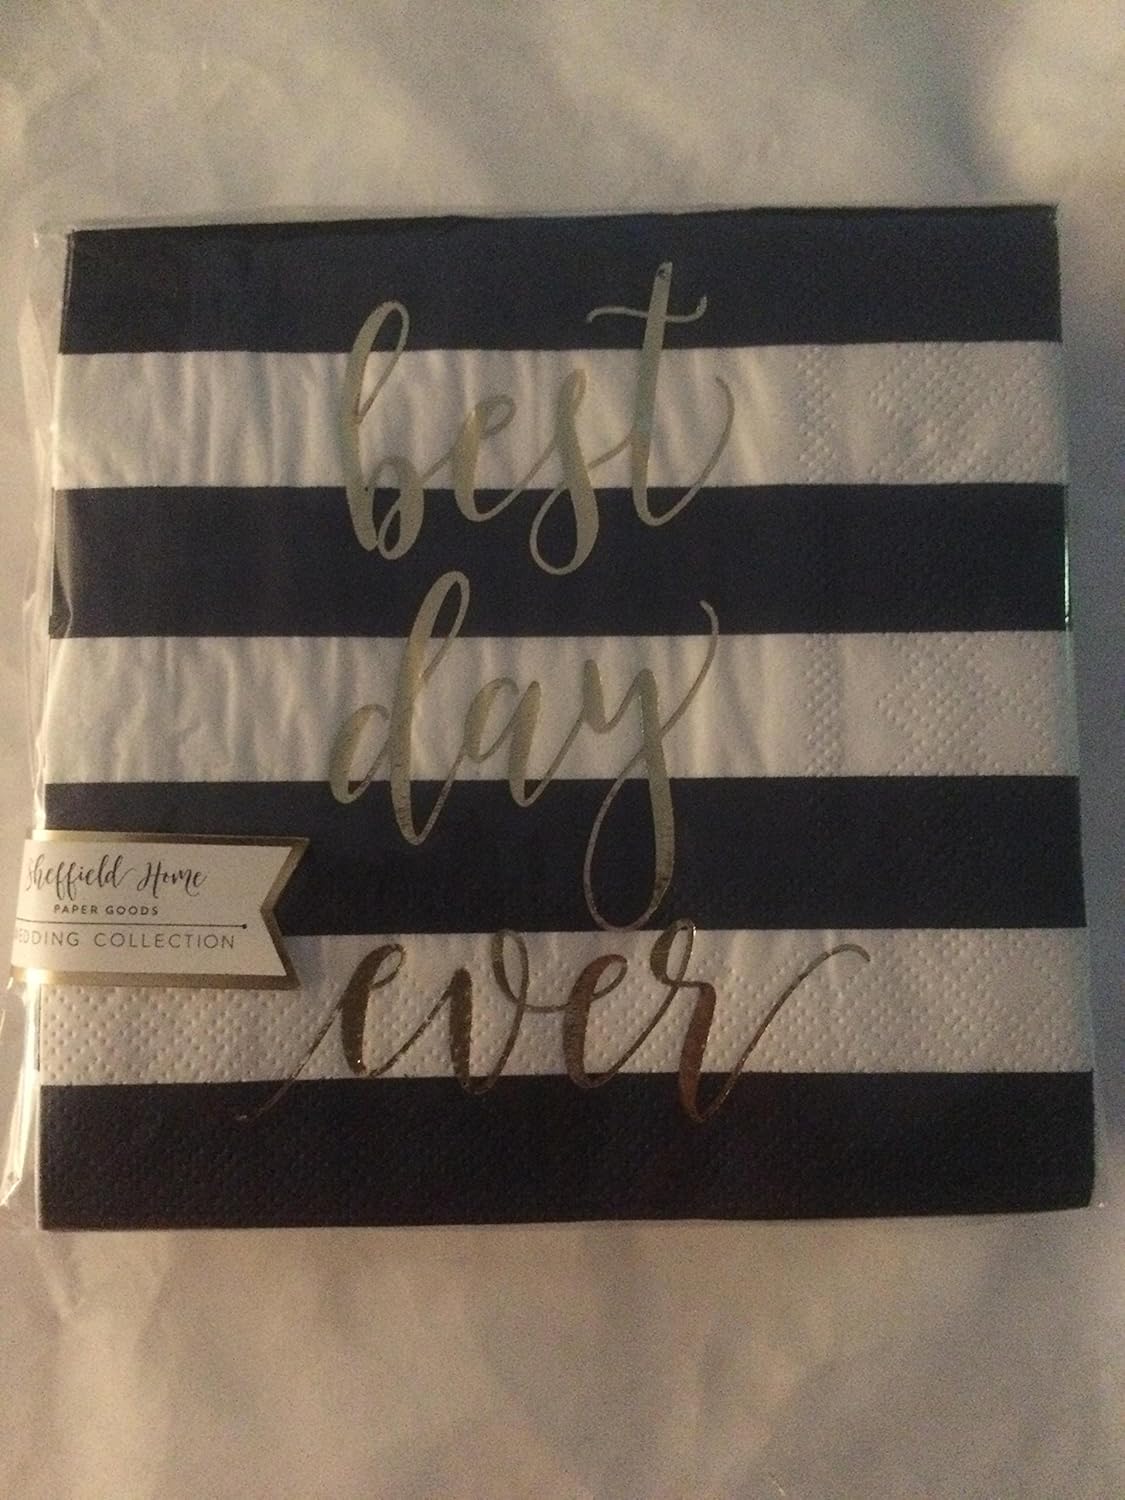 best
day
ever
Sheffield Home
PAPER GOODS
EDDING COLLECTION